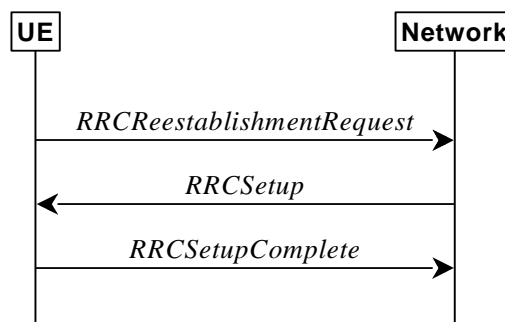 UE
Network
RRCReestablishmentRequest
RRCSetup
RRCSetupComplete